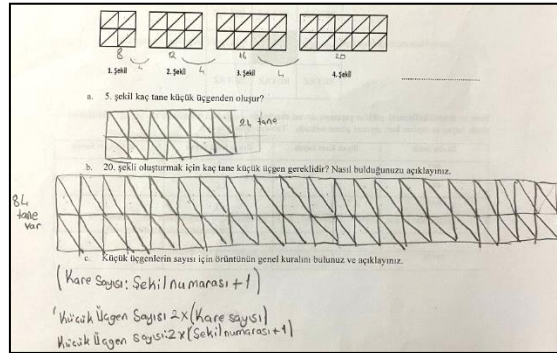 8 12 16 20
4 4 4
1. Şekil 2. Şekil 3. Şekil 4. Şekil
a. 5. şekil kaç tane küçük üçgenden oluşur?
24 tane
b. 20. şekli oluşturmak için kaç tane küçük üçgen gereklidir? Nasıl bulduğunuzu açıklayınız.
84
tane
var
c. Küçük üçgenlerin sayısı için örüntünün genel kuralını bulunuz ve açıklayınız.
(Kare sayısı: Şekil numarası +1)
Küçük Üçgen Sayısı 2x(Kare sayısı)
Küçük Üçgen sayısı: 2x(Şekil numarası +1)